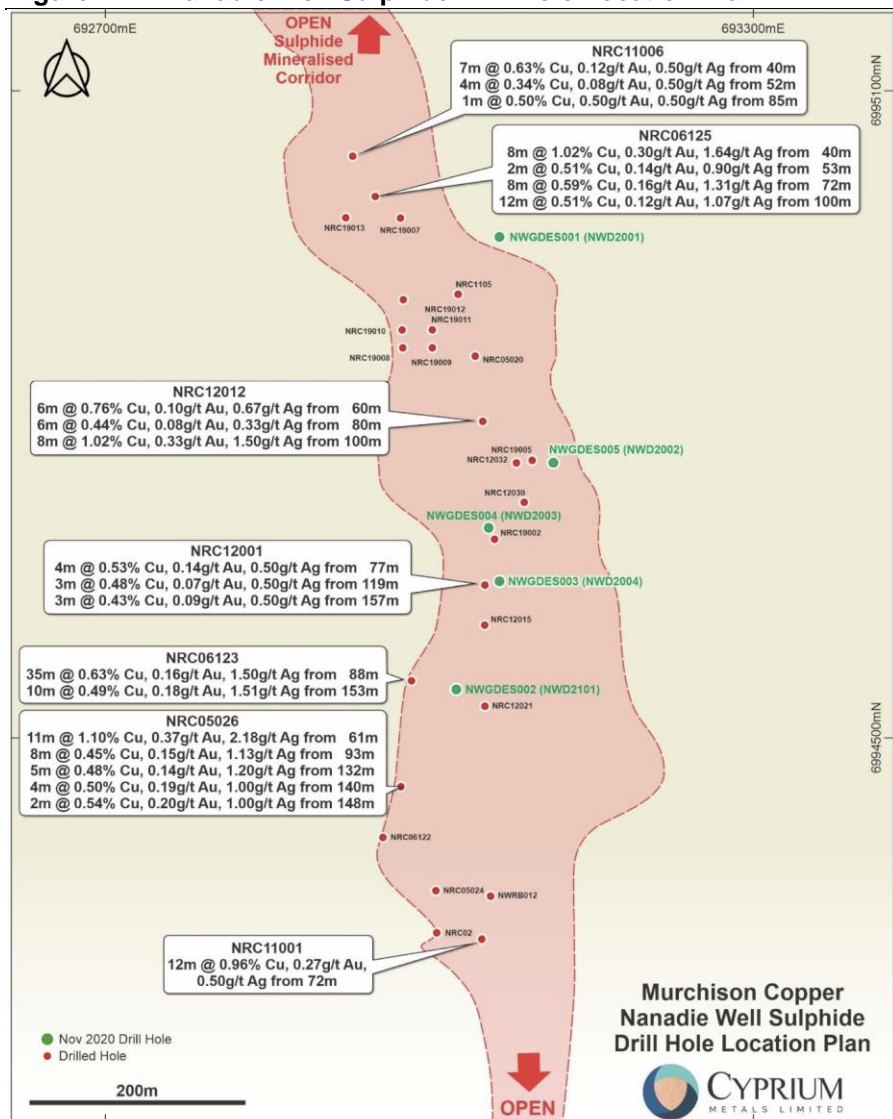 692700mE
693300mE
OPEN
Sulphide
Mineralised
Corridor
NRC11006
7m @ 0.63% Cu, 0.12g/t Au, 0.50g/t Ag from 40m
4m @ 0.34% Cu, 0.08g/t Au, 0.50g/t Ag from 52m
1m @ 0.50% Cu, 0.50g/t Au, 0.50g/t Ag from 85m
6995100mN
NRC06125
8m @ 1.02% Cu, 0.30g/t Au, 1.64g/t Ag from 40m
2m @ 0.51% Cu, 0.14g/t Au, 0.90g/t Ag from 53m
8m @ 0.59% Cu, 0.16g/t Au, 1.31g/t Ag from 72m
12m @ 0.51% Cu, 0.12g/t Au, 1.07g/t Ag from 100m
NRC19013
NRC19007
NWGDES001 (NWD2001)
NRC1105
NRC19012
NRC19011
NRC19010
NRC19008
NRC19009
NRC05020
NRC12012
6m @ 0.76% Cu, 0.10g/t Au, 0.67g/t Ag from 60m
6m @ 0.44% Cu, 0.08g/t Au, 0.33g/t Ag from 80m
8m @ 1.02% Cu, 0.33g/t Au, 1.50g/t Ag from 100m
NRC19005
NRC12032
NWGDES005 (NWD2002)
NRC12030
NWGDES004 (NWD2003)
NRC19002
NRC12001
4m @ 0.53% Cu, 0.14g/t Au, 0.50g/t Ag from 77m
3m @ 0.48% Cu, 0.07g/t Au, 0.50g/t Ag from 119m
3m @ 0.43% Cu, 0.09g/t Au, 0.50g/t Ag from 157m
NWGDES003 (NWD2004)
NRC12015
NRC06123
35m @ 0.63% Cu, 0.16g/t Au, 1.50g/t Ag from 88m
10m @ 0.49% Cu, 0.18g/t Au, 1.51g/t Ag from 153m
NWGDES002 (NWD2101)
NRC12021
6994500mN
NRC05026
11m @ 1.10% Cu, 0.37g/t Au, 2.18g/t Ag from 61m
8m @ 0.45% Cu, 0.15g/t Au, 1.13g/t Ag from 93m
5m @ 0.48% Cu, 0.14g/t Au, 1.20g/t Ag from 132m
4m @ 0.50% Cu, 0.19g/t Au, 1.00g/t Ag from 140m
2m @ 0.54% Cu, 0.20g/t Au, 1.00g/t Ag from 148m
NRC06122
NRC05024
NWRB012
NRC02
NRC11001
12m @ 0.96% Cu, 0.27g/t Au,
0.50g/t Ag from 72m
Murchison Copper
Nanadie Well Sulphide
Drill Hole Location Plan
Nov 2020 Drill Hole
Drilled Hole
200m
OPEN
CYPRIUM
METALS LIMITED